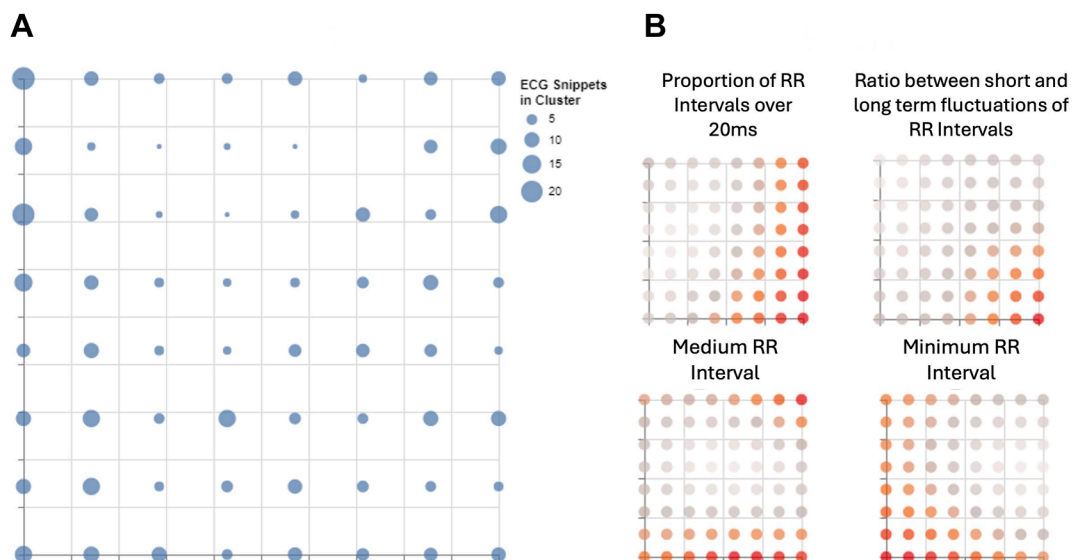 A
B
ECG Snippets
in Cluster
5
10
15
20
Proportion of RR
Intervals over
20ms
Ratio between short and
long term fluctuations of
RR Intervals
Medium RR
Interval
Minimum RR
Interval